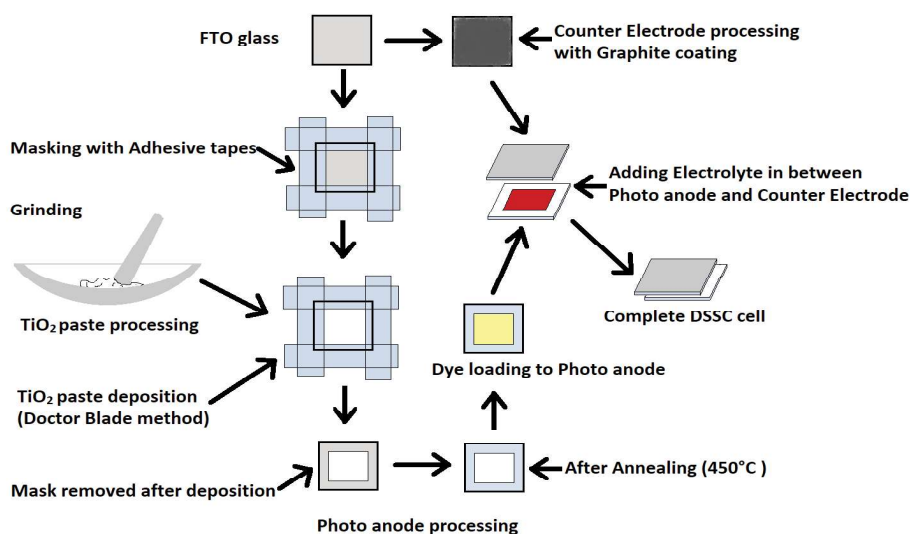 FTO glass
Counter Electrode processing
with Graphite coating
Masking with Adhesive tapes
Adding Electrolyte in between
Photo anode and Counter Electrode
Grinding
TiO₂ paste processing
Complete DSSC cell
Dye loading to Photo anode
TiO₂ paste deposition
(Doctor Blade method)
After Annealing (450°C )
Mask removed after deposition
Photo anode processing